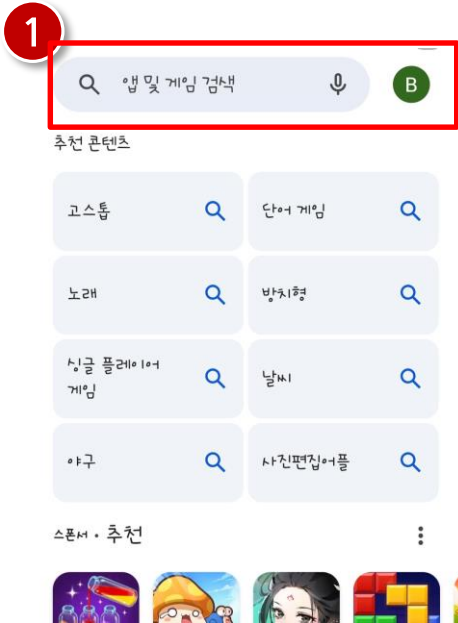 1
앱 및 게임 검색
B
추천 콘텐츠
고스톱
단어 게임
노래
방치형
싱글 플레이어
게임
날씨
야구
사진편집어플
스폰서 • 추천